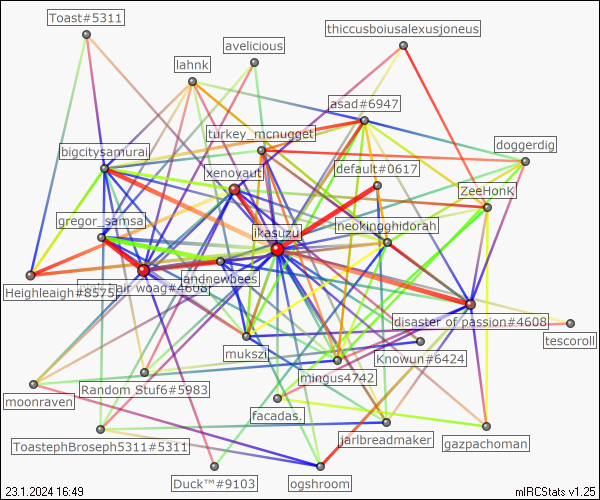 Toast#5311
thiccusboiusalexusjoneus
avelicious
lahnk
asad#6947
turkey_mcnugget
bigcitysamurai
doggerdig
default#0617
xenoyaut
ZeeHonK
gregor_samsa
ikasuzu
neokingghidorah
andnewbees
woag#4608
Heighleaigh#8575
disaster of passion#4608
tescoroll
mukszi
Knowun#6424
mingus4742
Random Stuf6#5983
moonraven
facadas.
ToastephBroseph5311#5311
jarlbreadmaker
gazpachoman
Duck™#9103
ogshroom
23.1.2024 16:49
mIRCStats v1.25